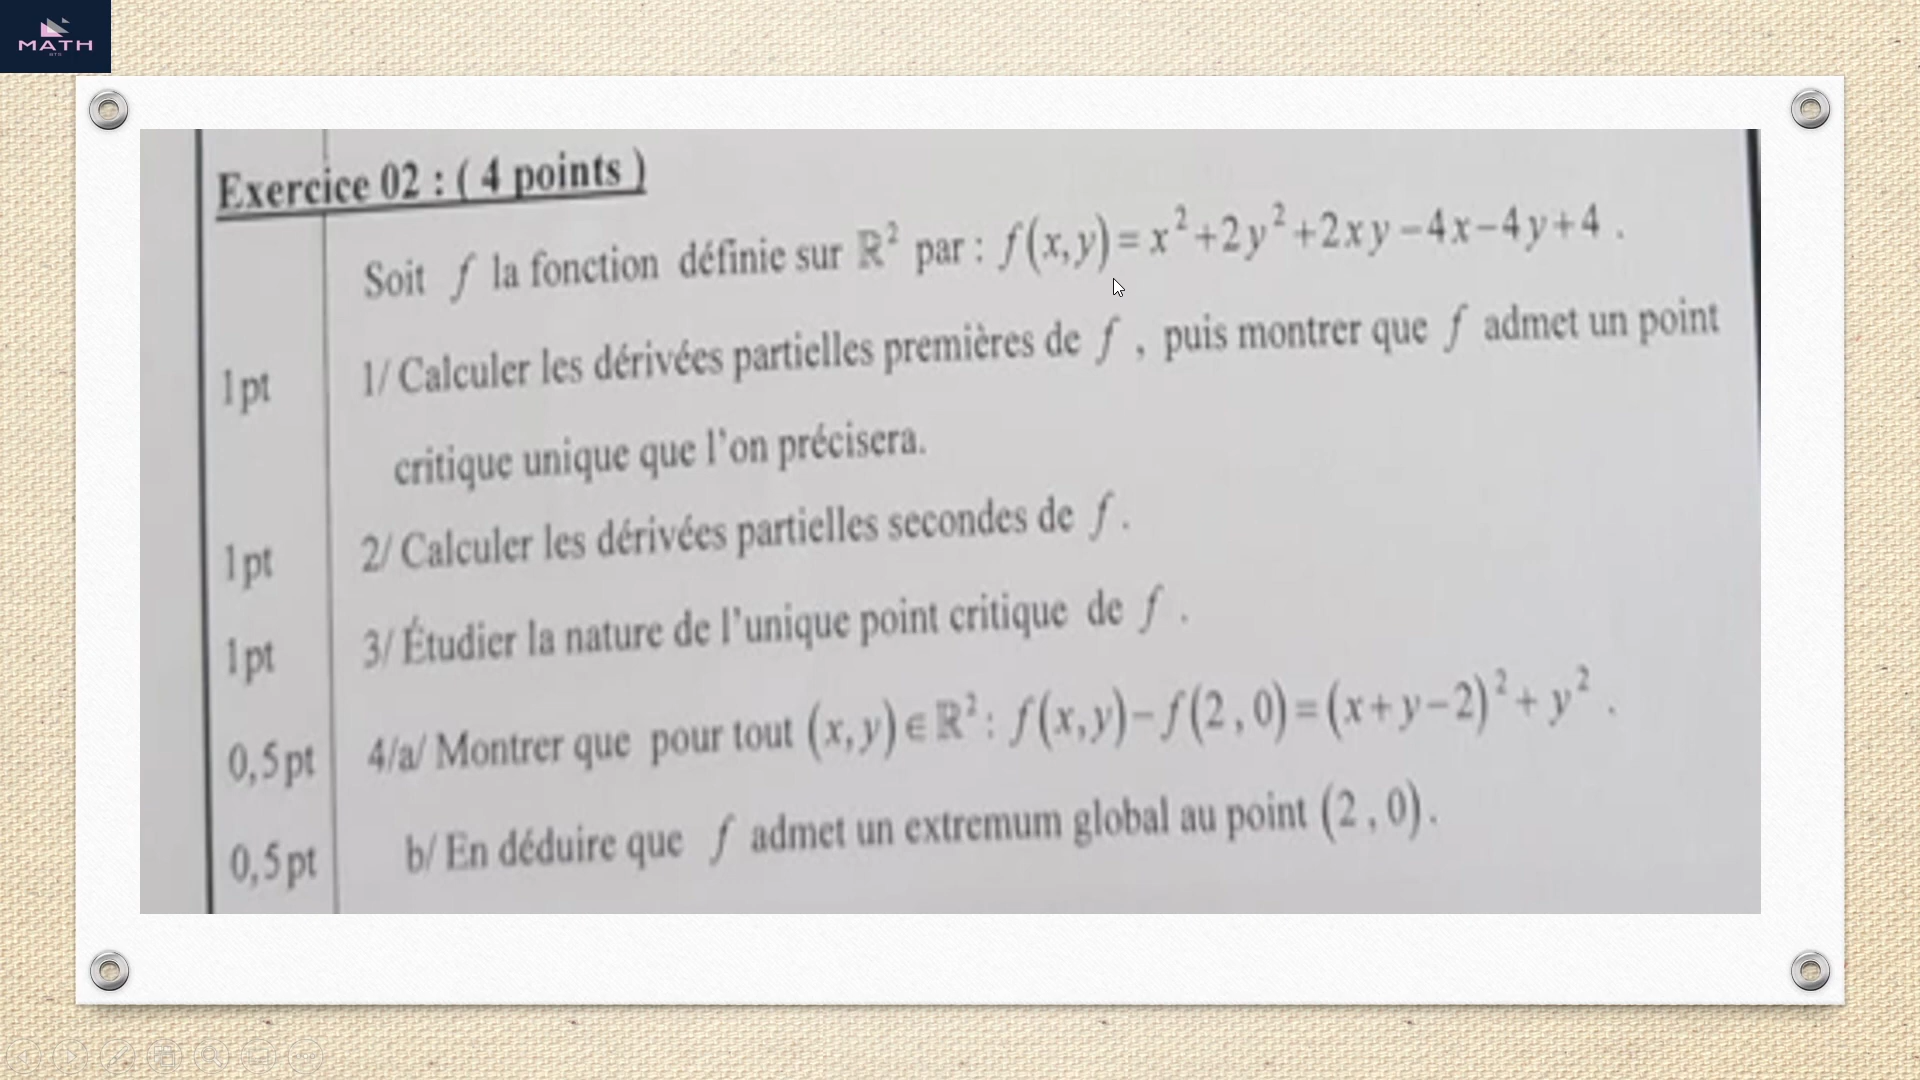 MATH
Exercice 02 : ( 4 points )
Soit f la fonction définie sur ℝ² par : f(x,y)=x²+2y²+2xy−4x−4y+4 .
1pt 1/ Calculer les dérivées partielles premières de f , puis montrer que f admet un point
critique unique que l'on précisera.
1pt 2/ Calculer les dérivées partielles secondes de f .
1pt 3/ Étudier la nature de l'unique point critique de f .
0,5pt 4/a/ Montrer que pour tout (x,y)∈ℝ² : f(x,y)−f(2,0)=(x+y−2)²+y² .
0,5pt b/ En déduire que f admet un extremum global au point (2,0).